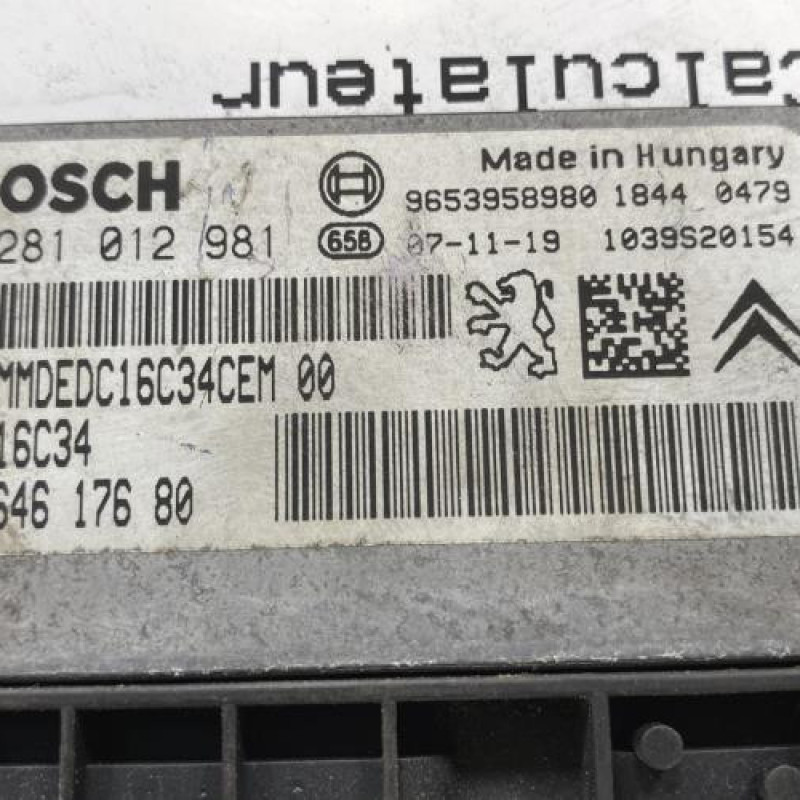 Calculateur
BOSCH
Made in Hungary
9653958980 1844 0479
281 012 981
658
07-11-19 1039S20154
MMDEDC16C34CEM 00
16C34
646 176 80